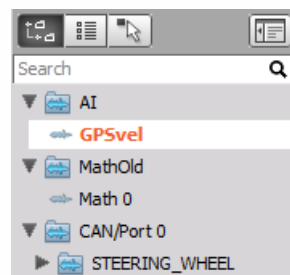 Search
AI
GPSvel
MathOld
Math 0
CAN/Port 0
STEERING_WHEEL